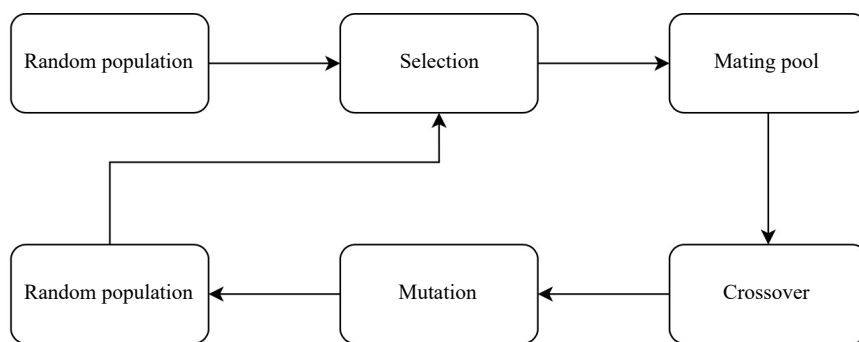 Random population
Selection
Mating pool
Random population
Mutation
Crossover